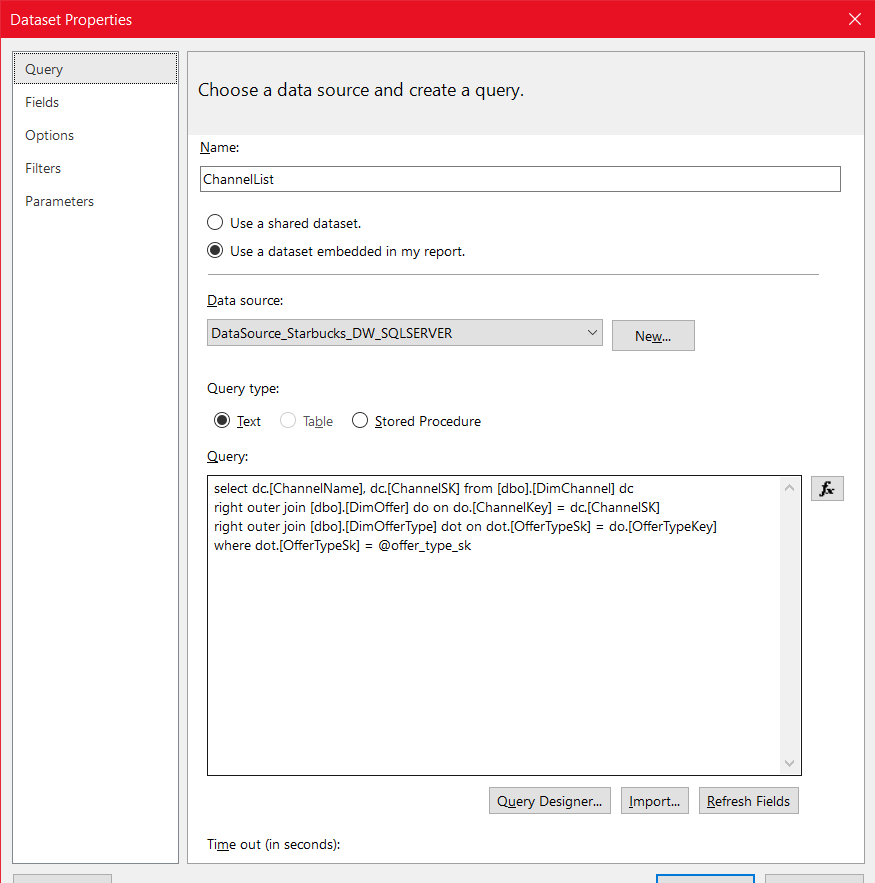 Dataset Properties
Query
Fields
Options
Filters
Parameters
Choose a data source and create a query.
Name:
ChannelList
Use a shared dataset.
Use a dataset embedded in my report.
Data source:
DataSource_Starbucks_DW_SQLSERVER
New...
Query type:
Text
Table
Stored Procedure
Query:
select dc.[ChannelName], dc.[ChannelSK] from [dbo].[DimChannel] dc
right outer join [dbo].[DimOffer] do on do.[ChannelKey] = dc.[ChannelSK]
right outer join [dbo].[DimOfferType] dot on dot.[OfferTypeSk] = do.[OfferTypeKey]
where dot.[OfferTypeSk] = @offer_type_sk
fx
Query Designer...
Import...
Refresh Fields
Time out (in seconds):